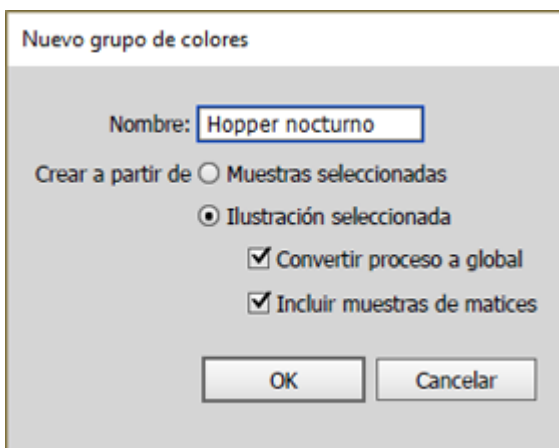 Nuevo grupo de colores
Nombre: Hopper nocturno
Crear a partir de Muestras seleccionadas
Ilustración seleccionada
Convertir proceso a global
Incluir muestras de matices
OK Cancelar